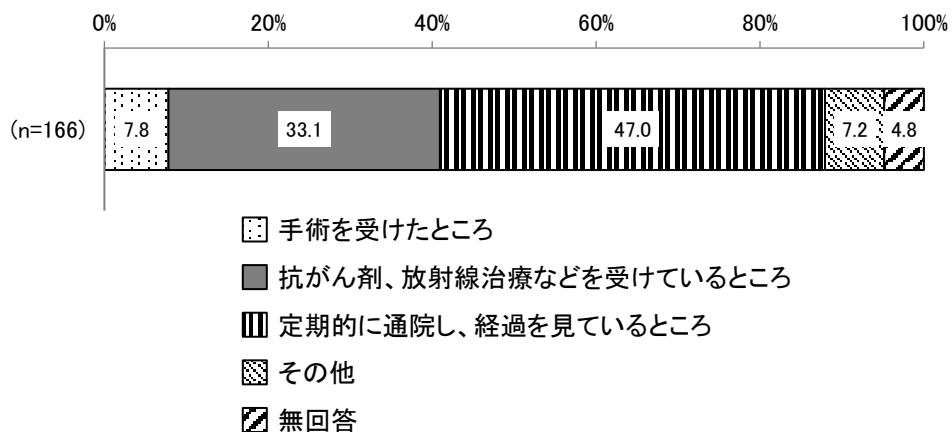 0% 20% 40% 60% 80% 100%
(n=166) 7.8 33.1 47.0 7.2 4.8
手術を受けたところ
抗がん剤、放射線治療などを受けているところ
定期的に通院し、経過を見ているところ
その他
無回答